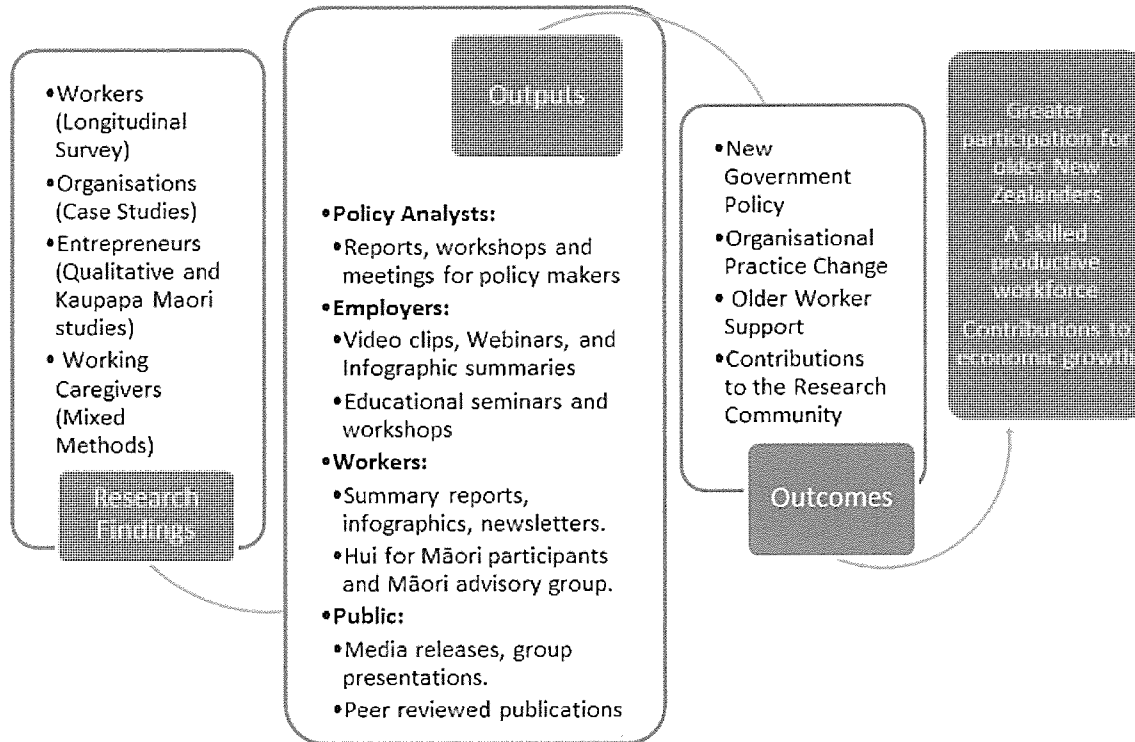 •Workers
(Longitudinal
Survey)
•Organisations
(Case Studies)
•Entrepreneurs
(Qualitative and
Kaupapa Maori
studies)
• Working
Caregivers
(Mixed
Methods)
Research
Findings
Outputs
•Policy Analysts:
•Reports, workshops and
meetings for policy makers
•Employers:
•Video clips, Webinars, and
Infographic summaries
•Educational seminars and
workshops
•Workers:
•Summary reports,
infographics, newsletters.
•Hui for Māori participants
and Māori advisory group.
•Public:
•Media releases, group
presentations.
•Peer reviewed publications
•New
Government
Policy
•Organisational
Practice Change
• Older Worker
Support
•Contributions
to the Research
Community
Outcomes
Greater
participation for
older New
Zealanders
A skilled
productive
workforce
Contributions to
economic growth